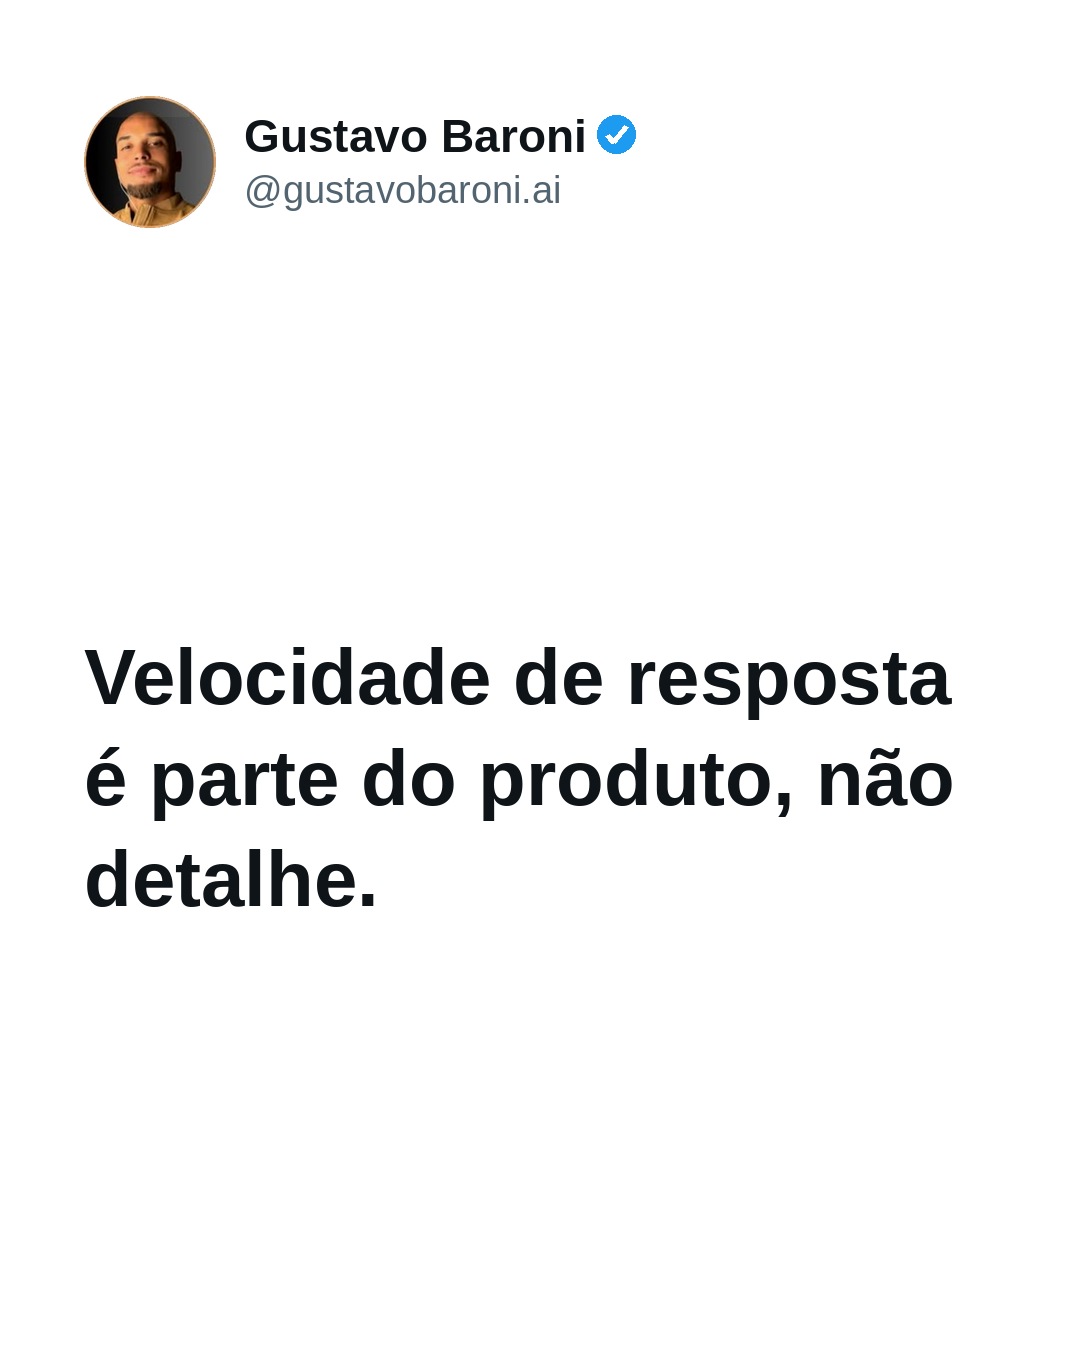 Gustavo Baroni
@gustavobaroni.ai
Velocidade de resposta
é parte do produto, não
detalhe.